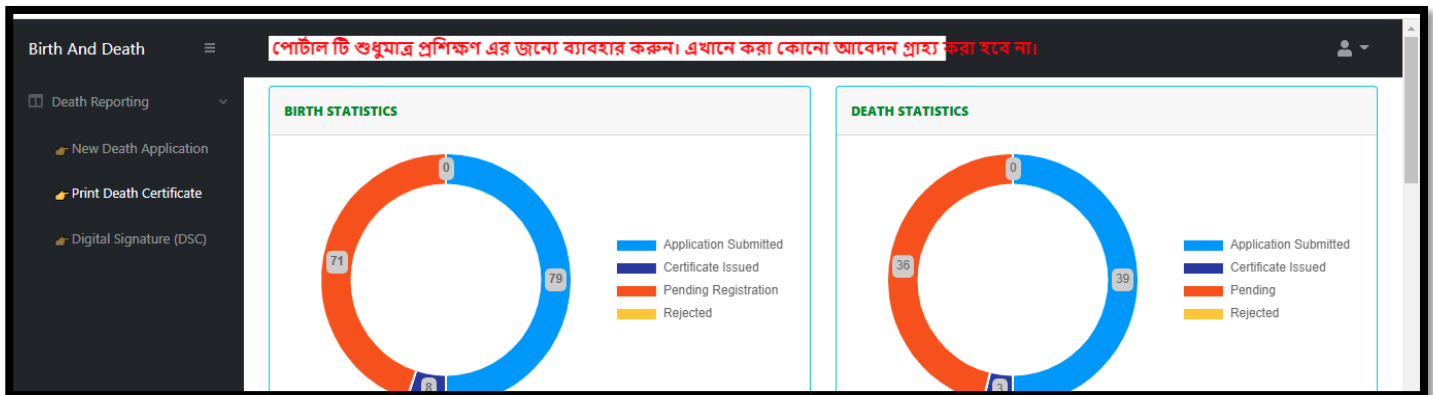 Birth And Death
পোর্টাল টি শুধুমাত্র প্রশিক্ষণ এর জন্যে ব্যাবহার করুন। এখানে করা কোনো আবেদন গ্রাহ্য করা হবে না।
Death Reporting
New Death Application
Print Death Certificate
Digital Signature (DSC)
BIRTH STATISTICS
0
71
79
8
Application Submitted
Certificate Issued
Pending Registration
Rejected
DEATH STATISTICS
0
36
39
3
Application Submitted
Certificate Issued
Pending
Rejected